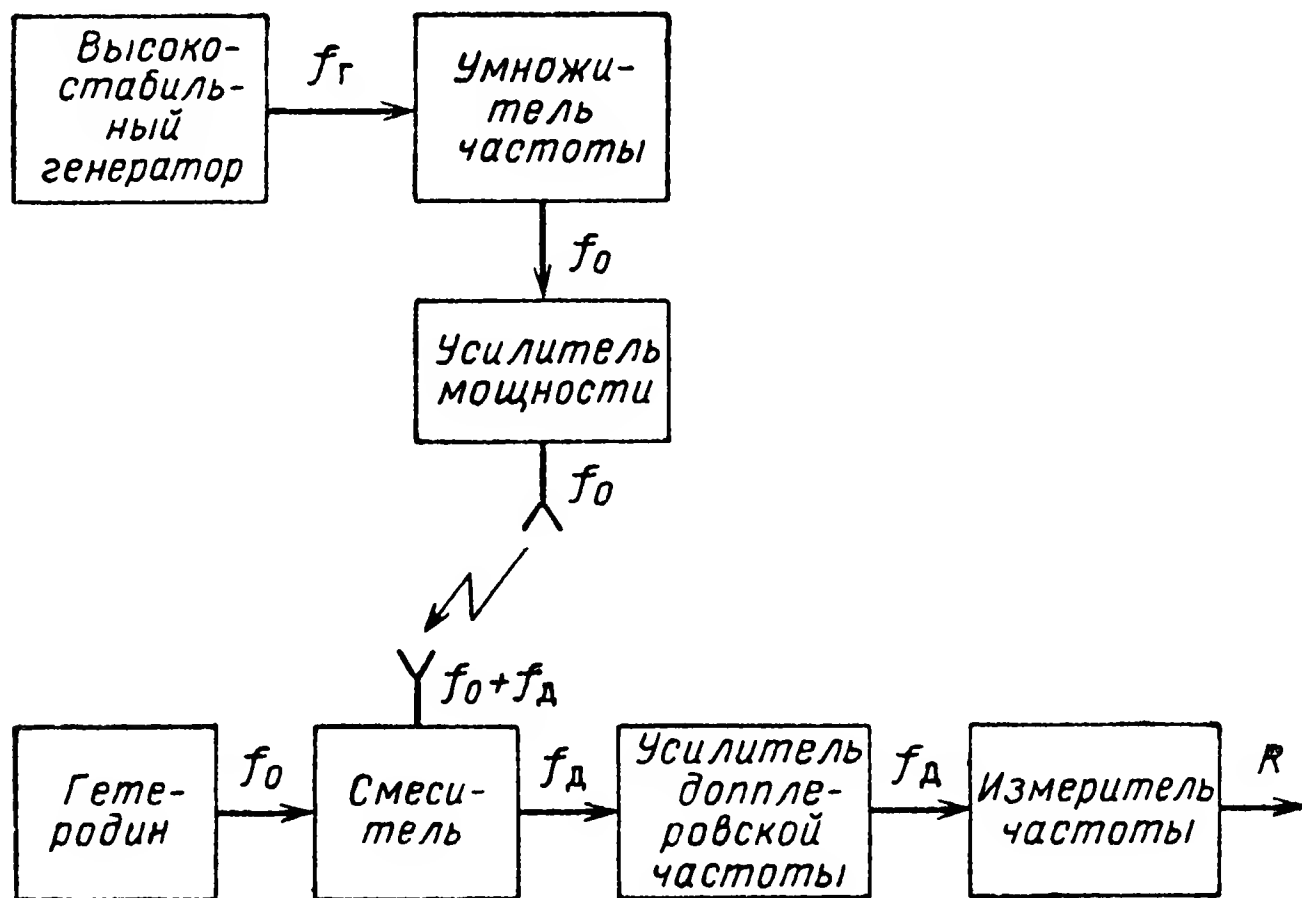 Высоко-
стабиль-
ный
генератор
fг
Умножи-
тель
частоты
f0
Усилитель
мощности
f0
f0+fд
Гете-
родин
f0
Смеси-
тель
fд
Усилитель
доппле-
ровской
частоты
fд
Измеритель
частоты
R